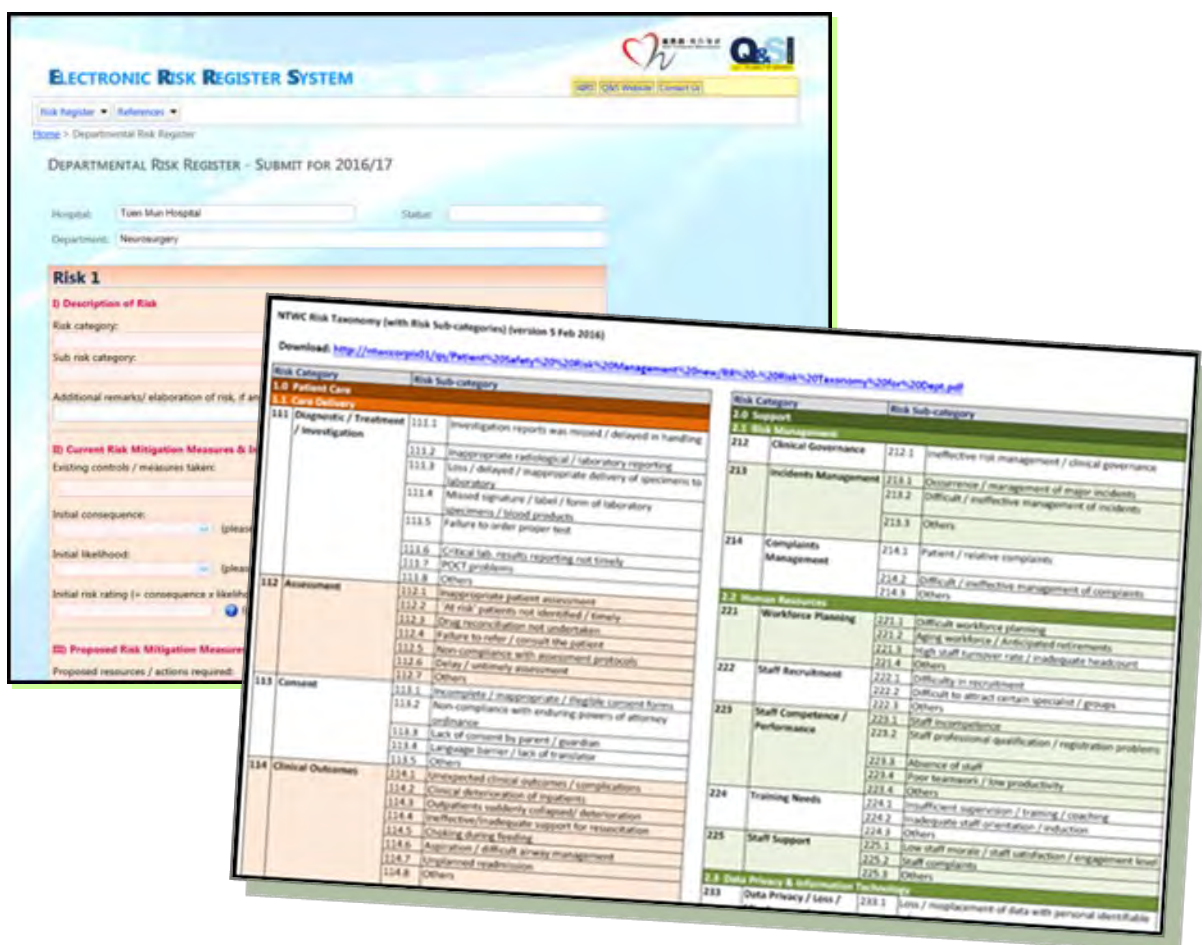 Q&SI
ELECTRONIC RISK REGISTER SYSTEM
Q&S Website Contact Us
Risk Register References
Home > Departmental Risk Register
DEPARTMENTAL RISK REGISTER - SUBMIT FOR 2016/17
Hospital: Tuen Mun Hospital Status:
Department: Neurosurgery
Risk 1
I) Description of Risk
Risk category:
Sub risk category:
Additional remarks/ elaboration of risk, if an
II) Current Risk Mitigation Measures & In
Existing controls / measures taken:
Initial consequence:
(please
Initial likelihood:
(please
Initial risk rating (= consequence x likeliho
III) Proposed Risk Mitigation Measures
Proposed resources / actions required:
NTWC Risk Taxonomy (with Risk Sub-categories) (version 5 Feb 2016)
Download:
Risk Category Risk Sub-category
1.0 Patient Care
1.1 Care Delivery
111 Diagnostic / Treatment / Investigation
111.1 Investigation reports was missed / delayed in handling
111.2 Inappropriate radiological / laboratory reporting
111.3 Loss / delayed / inappropriate delivery of specimens to laboratory
111.4 Missed signature / label / form of laboratory specimens / blood products
111.5 Failure to order proper test
111.6 Critical lab. results reporting not timely
111.7 POCT problems
111.8 Others
112 Assessment
112.1 Inappropriate patient assessment
112.2 'At risk' patients not identified / timely
112.3 Drug reconciliation not undertaken
112.4 Failure to refer / consult the patient
112.5 Non-compliance with assessment protocols
112.6 Delay / untimely assessment
112.7 Others
113 Consent
113.1 Incomplete / inappropriate / illegible consent forms
113.2 Non-compliance with enduring powers of attorney ordinance
113.3 Lack of consent by parent / guardian
113.4 Language barrier / lack of translator
113.5 Others
114 Clinical Outcomes
114.1 Unexpected clinical outcomes / complications
114.2 Clinical deterioration of inpatients
114.3 Outpatients suddenly collapsed/ deterioration
114.4 Ineffective/inadequate support for resuscitation
114.5 Choking during feeding
114.6 Aspiration / difficult airway management
114.7 Unplanned readmission
114.8 Others
Risk Category Risk Sub-category
2.0 Support
2.1 Risk Management
212 Clinical Governance
212.1 Ineffective risk management / clinical governance
213 Incidents Management
213.1 Occurrence / management of major incidents
213.2 Difficult / ineffective management of incidents
213.3 Others
214 Complaints Management
214.1 Patient / relative complaints
214.2 Difficult / ineffective management of complaints
214.3 Others
2.2 Human Resources
221 Workforce Planning
221.1 Difficult workforce planning
221.2 Aging workforce / Anticipated retirements
221.3 High staff turnover rate / inadequate headcount
221.4 Others
222 Staff Recruitment
222.1 Difficulty in recruitment
222.2 Difficult to attract certain specialist / groups
222.3 Others
223 Staff Competence / Performance
223.1 Staff incompetence
223.2 Staff professional qualification / registration problems
223.3 Absence of staff
223.4 Poor teamwork / low productivity
223.4 Others
224 Training Needs
224.1 Insufficient supervision / training / coaching
224.2 Inadequate staff orientation / induction
224.3 Others
225 Staff Support
225.1 Low staff morale / staff satisfaction / engagement level
225.2 Staff complaints
225.3 Others
2.3 Data Privacy & Information Technology
233 Data Privacy / Loss /
233.1 Loss / misplacement of data with personal identifiable